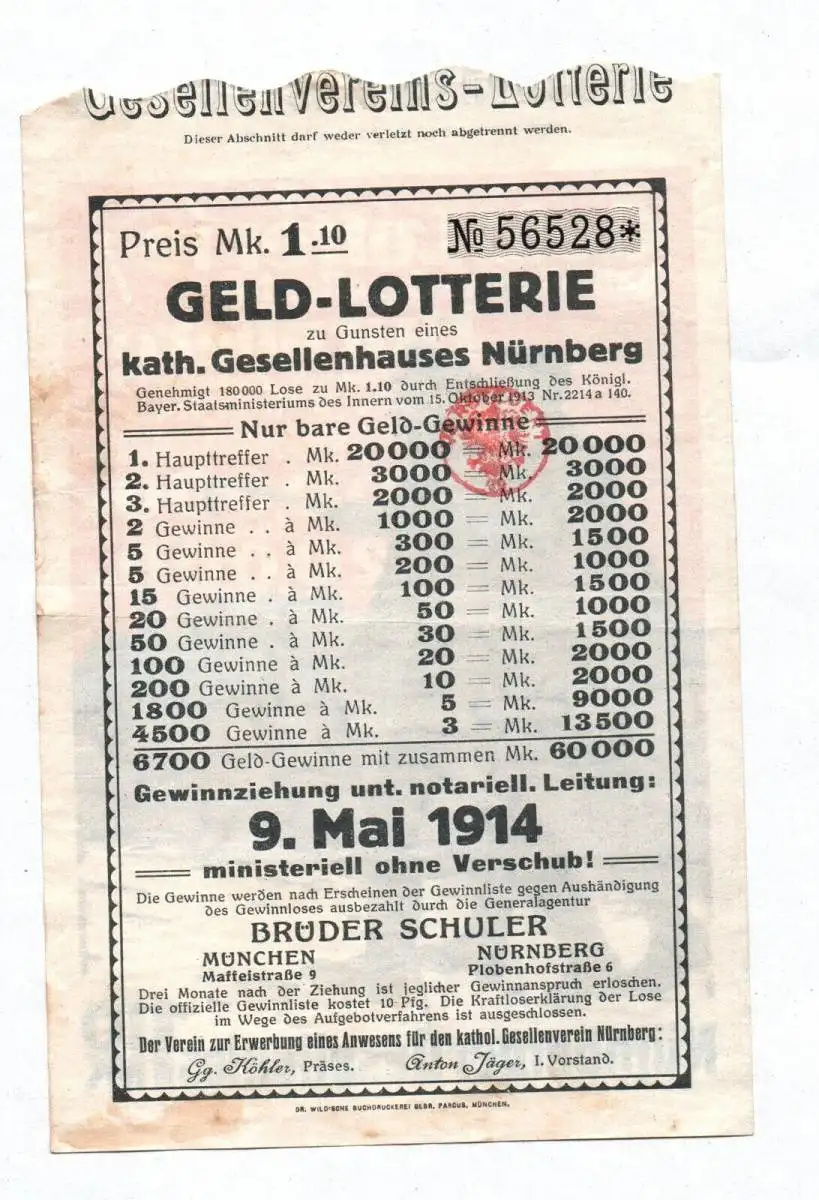 Gesellenvereins-Lotterie
Dieser Abschnitt darf weder verletzt noch abgetrennt werden.
Preis Mk. 1.10 № 56528*
GELD-LOTTERIE
zu Gunsten eines
kath. Gesellenhauses Nürnberg
Genehmigt 180000 Lose zu Mk. 1.10 durch Entschließung des Königl.
Bayer. Staatsministeriums des Innern vom 15. Oktober 1913 Nr. 2214a140.
Nur bare Geld-Gewinne
1. Haupttreffer . Mk. 20000 = Mk. 20000
2. Haupttreffer . Mk. 3000 = Mk. 3000
3. Haupttreffer . Mk. 2000 = Mk. 2000
2 Gewinne . . à Mk. 1000 = Mk. 2000
5 Gewinne . . à Mk. 300 = Mk. 1500
5 Gewinne . . à Mk. 200 = Mk. 1000
15 Gewinne . à Mk. 100 = Mk. 1500
20 Gewinne . à Mk. 50 = Mk. 1000
50 Gewinne . à Mk. 30 = Mk. 1500
100 Gewinne à Mk. 20 = Mk. 2000
200 Gewinne à Mk. 10 = Mk. 2000
1800 Gewinne à Mk. 5 = Mk. 9000
4500 Gewinne à Mk. 3 = Mk. 13500
6700 Geld-Gewinne mit zusammen Mk. 60000
Gewinnziehung unt. notariell. Leitung:
9. Mai 1914
ministeriell ohne Verschub!
Die Gewinne werden nach Erscheinen der Gewinnliste gegen Aushändigung
des Gewinnloses ausbezahlt durch die Generalagentur
BRÜDER SCHULER
MÜNCHEN NÜRNBERG
Maffeistraße 9 Plobenhofstraße 6
Drei Monate nach der Ziehung ist jeglicher Gewinnanspruch erloschen.
Die offizielle Gewinnliste kostet 10 Pfg. Die Kraftloserklärung der Lose
im Wege des Aufgebotverfahrens ist ausgeschlossen.
Der Verein zur Erwerbung eines Anwesens für den kathol. Gesellenverein Nürnberg:
Gg. Köhler, Präses. Anton Jäger, I. Vorstand.
DR. WILD'SCHE BUCHDRUCKEREI GEBR. PARCUS, MÜNCHEN.